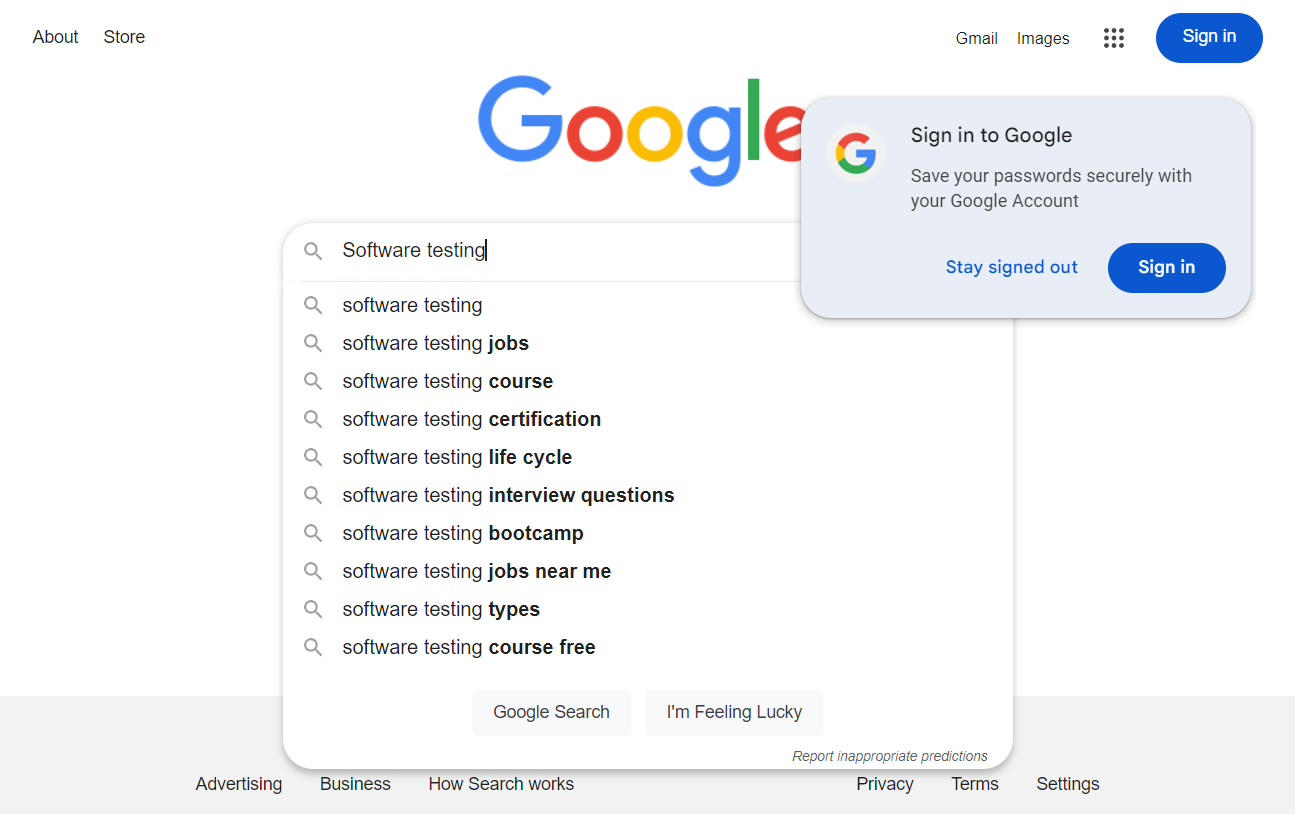 About Store
Gmail Images Sign in
Google
Sign in to Google
Save your passwords securely with
your Google Account
Stay signed out Sign in
Software testing
software testing
software testing jobs
software testing course
software testing certification
software testing life cycle
software testing interview questions
software testing bootcamp
software testing jobs near me
software testing types
software testing course free
Google Search I'm Feeling Lucky
Report inappropriate predictions
Advertising Business How Search works Privacy Terms Settings